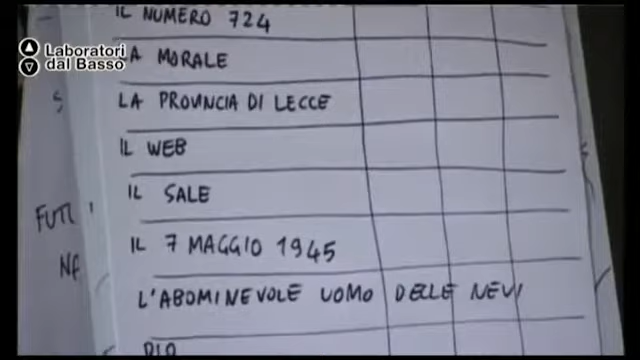 IL NUMERO 724
Laboratori
dal Basso
LA MORALE
LA PROVINCIA DI LECCE
IL WEB
IL SALE
IL 7 MAGGIO 1945
L'ABOMINEVOLE UOMO DELLE NEVI
DIO